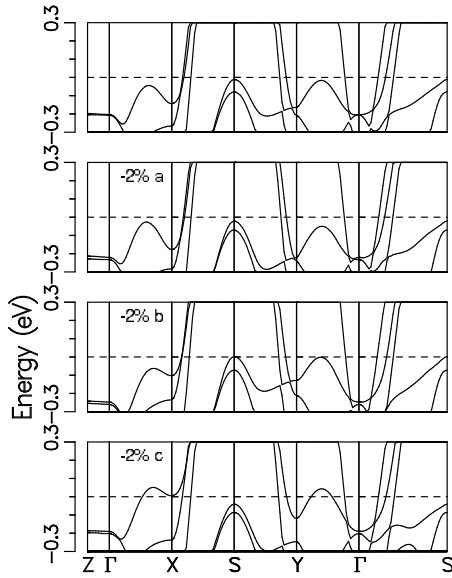 0.3
-0.3
0.3
-2% a
-0.3
0.3
-2% b
-0.3
0.3
-2% c
-0.3
Energy (eV)
Z Γ X S Y Γ S